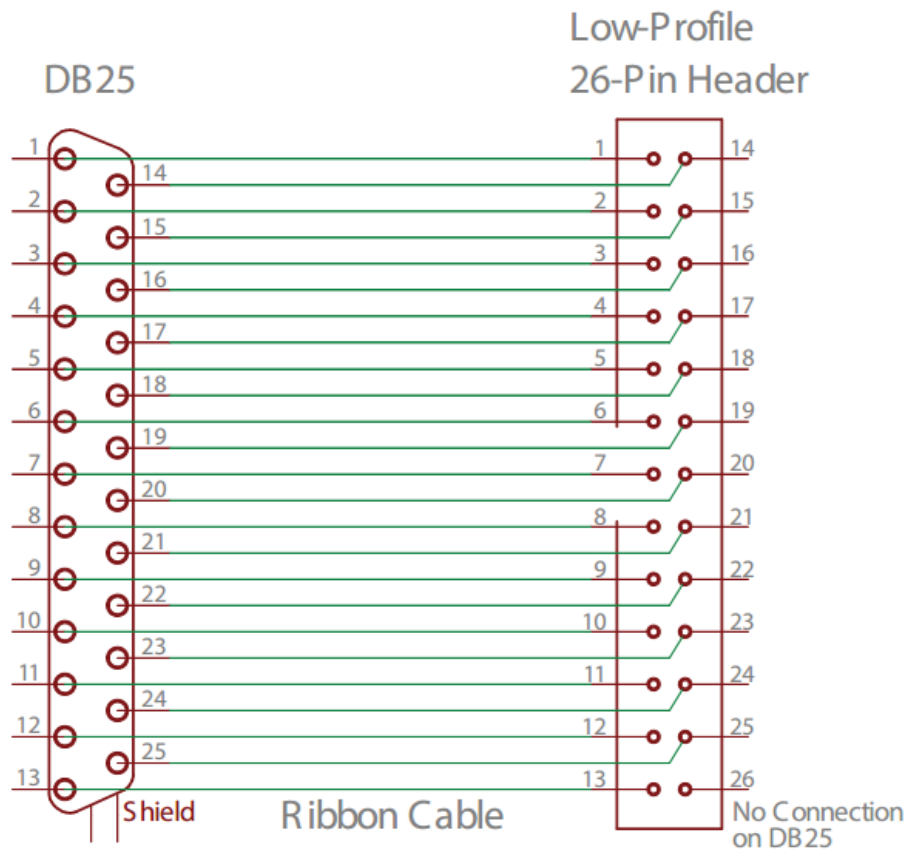 Low-Profile
DB25 26-Pin Header
1 1 14
14
2 2 15
15
3 3 16
16
4 4 17
17
5 5 18
18
6 6 19
19
7 7 20
20
8 8 21
21
9 9 22
22
10 10 23
23
11 11 24
24
12 12 25
25
13 13 26
Shield Ribbon Cable No Connection
on DB25